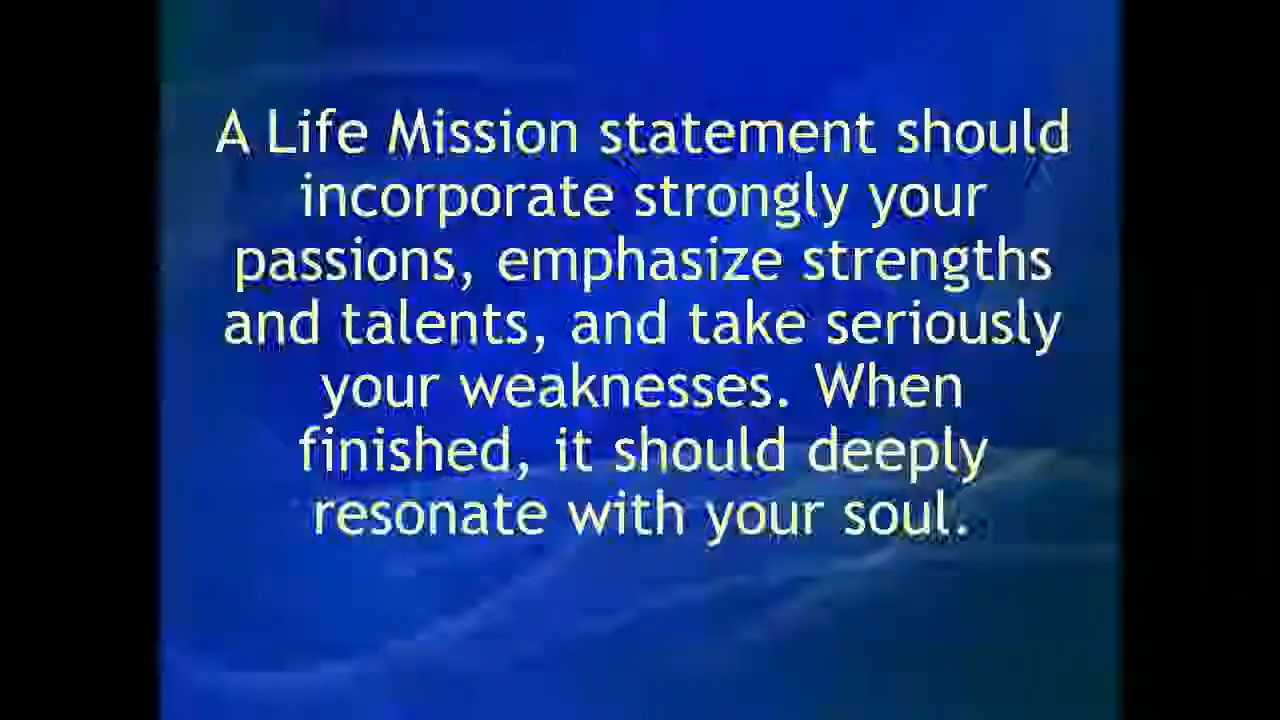 A Life Mission statement should
incorporate strongly your
passions, emphasize strengths
and talents, and take seriously
your weaknesses. When
finished, it should deeply
resonate with your soul.